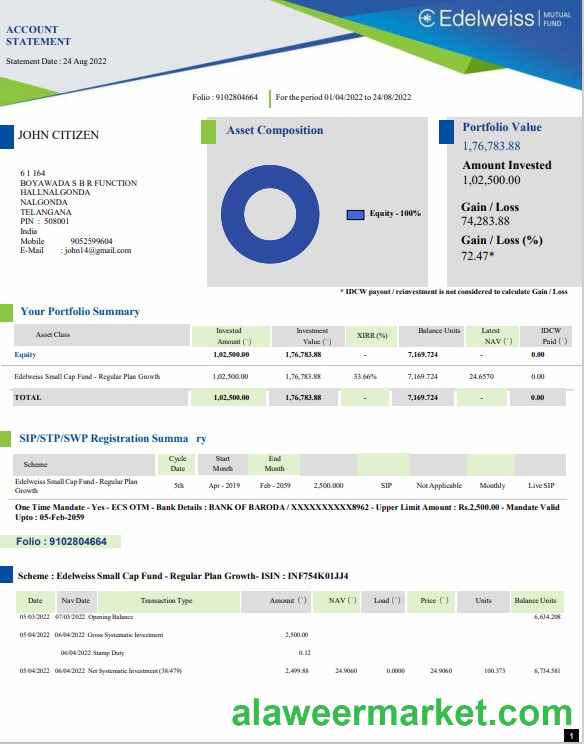 ACCOUNT
STATEMENT
Edelweiss MUTUAL FUND
Statement Date : 24 Aug 2022
Folio : 9102804664 For the period 01/04/2022 to 24/08/2022
JOHN CITIZEN
6 1 164
BOYAWADA S B R FUNCTION
HALLNALGONDA
NALGONDA
TELANGANA
PIN : 508001
India
Mobile 9052599604
E-Mail : john14@gmail.com
Asset Composition
Equity - 100%
Portfolio Value
1,76,783.88
Amount Invested
1,02,500.00
Gain / Loss
74,283.88
Gain / Loss (%)
72.47*
* IDCW payout / reinvestment is not considered to calculate Gain / Loss
Your Portfolio Summary
Asset Class Invested Amount (`) Investment Value (`) XIRR (%) Balance Units Latest NAV (`) IDCW Paid (`)
Equity 1,02,500.00 1,76,783.88 - 7,169.724 - 0.00
Edelweiss Small Cap Fund - Regular Plan Growth 1,02,500.00 1,76,783.88 33.66% 7,169.724 24.6570 0.00
TOTAL 1,02,500.00 1,76,783.88 - 7,169.724 - 0.00
SIP/STP/SWP Registration Summa ry
Scheme Cycle Date Start Month End Month
Edelweiss Small Cap Fund - Regular Plan Growth 5th Apr - 2019 Feb - 2059 2,500.000 SIP Not Applicable Monthly Live SIP
One Time Mandate - Yes - ECS OTM - Bank Details : BANK OF BARODA / XXXXXXXXXX8962 - Upper Limit Amount : Rs.2,500.00 - Mandate Valid
Upto : 05-Feb-2059
Folio : 9102804664
Scheme : Edelweiss Small Cap Fund - Regular Plan Growth- ISIN : INF754K01JJ4
Date Nav Date Transaction Type Amount (`) NAV (`) Load (`) Price (`) Units Balance Units
05/03/2022 07/03/2022 Opening Balance 6,634.208
05/04/2022 06/04/2022 Gross Systematic Investment 2,500.00
06/04/2022 Stamp Duty 0.12
05/04/2022 06/04/2022 Net Systematic Investment (38/479) 2,499.88 24.9060 0.0000 24.9060 100.373 6,734.581
alaweermarket.com
1